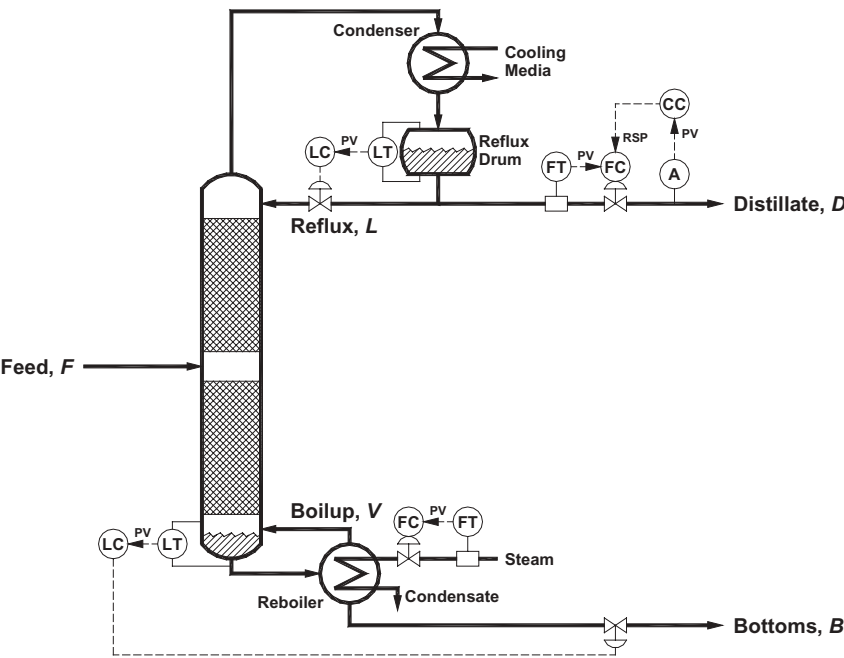 Condenser
Cooling
Media
CC
RSP
PV
LC
PV
LT
Reflux
Drum
FT
PV
FC
A
Distillate, D
Reflux, L
Feed, F
Boilup, V
FC
PV
FT
LC
PV
LT
Steam
Reboiler
Condensate
Bottoms, B